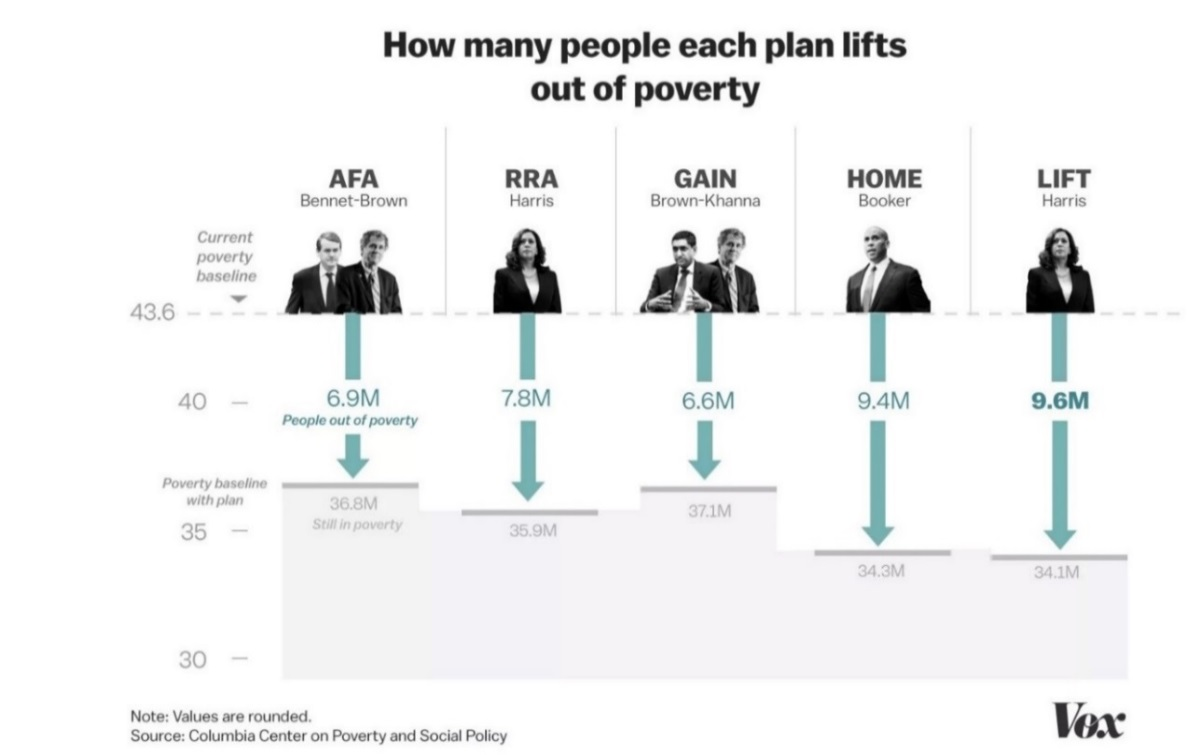 How many people each plan lifts
out of poverty
AFA
Bennet-Brown
RRA
Harris
GAIN
Brown-Khanna
HOME
Booker
LIFT
Harris
Current
poverty
baseline
43.6
40
6.9M
People out of poverty
7.8M
6.6M
9.4M
9.6M
Poverty baseline
with plan
36.8M
Still in poverty
35.9M
37.1M
34.3M
34.1M
35
30
Note: Values are rounded.
Source: Columbia Center on Poverty and Social Policy
Vox